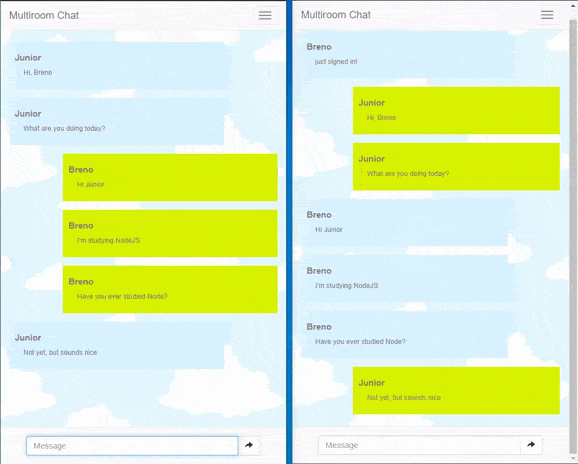 Multiroom Chat
Junior
Hi, Breno
Junior
What are you doing today?
Breno
Hi Júnior
Breno
I'm studying NodeJS
Breno
Have you ever studied Node?
Junior
Not yet, but sounds nice
Message
Multiroom Chat
Breno
just signed in!
Junior
Hi, Breno
Junior
What are you doing today?
Breno
Hi Júnior
Breno
I'm studying NodeJS
Breno
Have you ever studied Node?
Junior
Not yet, but sounds nice
Message